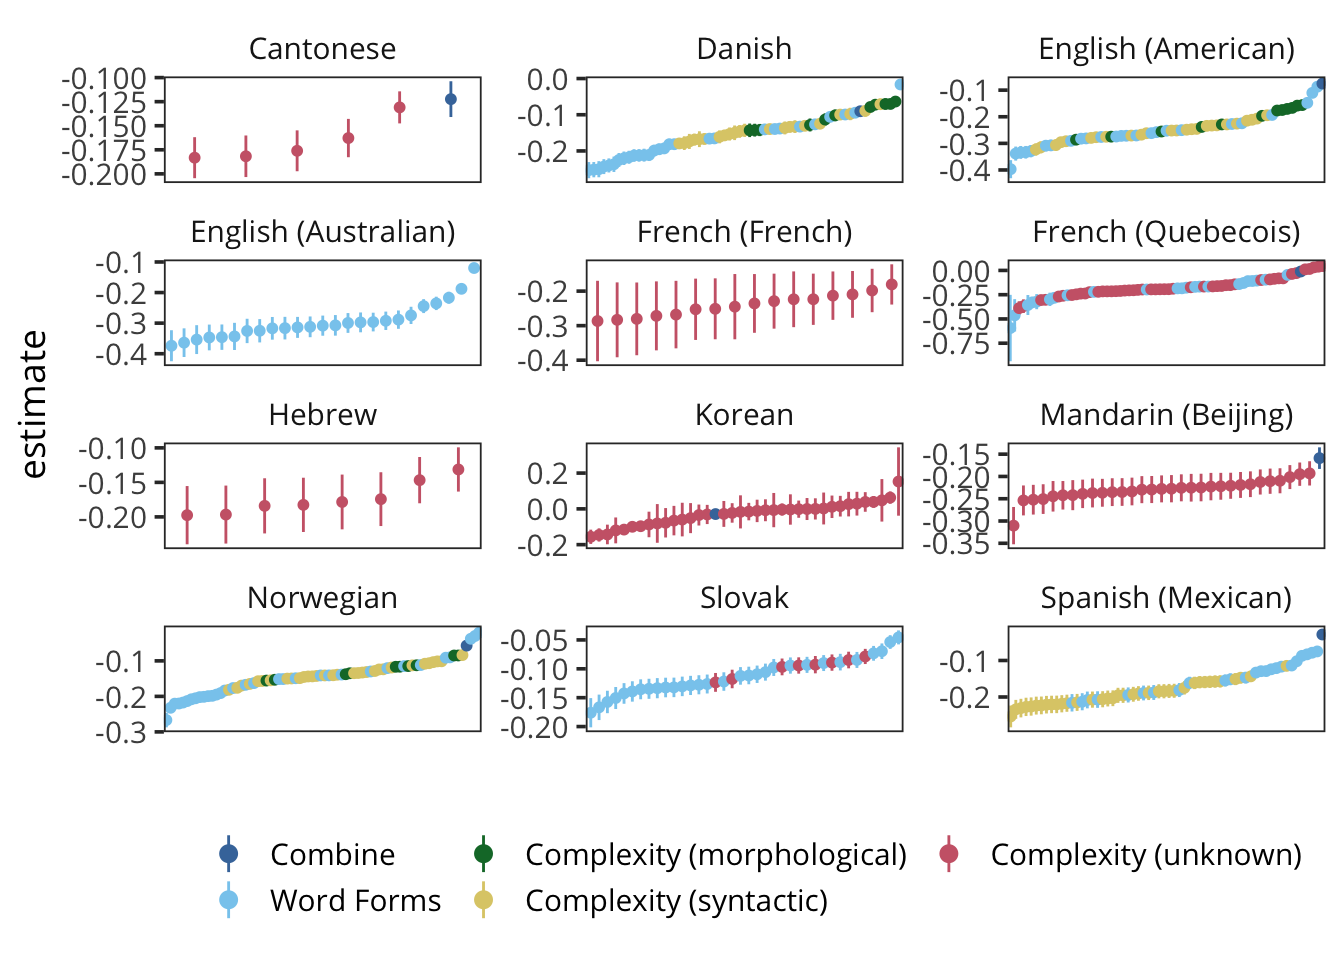 Cantonese
-0.100
-0.125
-0.150
-0.175
-0.200
Danish
0.0
-0.1
-0.2
English (American)
-0.1
-0.2
-0.3
-0.4
English (Australian)
-0.1
-0.2
-0.3
-0.4
French (French)
-0.2
-0.3
-0.4
French (Quebecois)
0.00
-0.25
-0.50
-0.75
estimate
Hebrew
-0.10
-0.15
-0.20
Korean
0.2
0.0
-0.2
Mandarin (Beijing)
-0.15
-0.20
-0.25
-0.30
-0.35
Norwegian
-0.1
-0.2
-0.3
Slovak
-0.05
-0.10
-0.15
-0.20
Spanish (Mexican)
-0.1
-0.2
Combine
Complexity (morphological)
Complexity (unknown)
Word Forms
Complexity (syntactic)